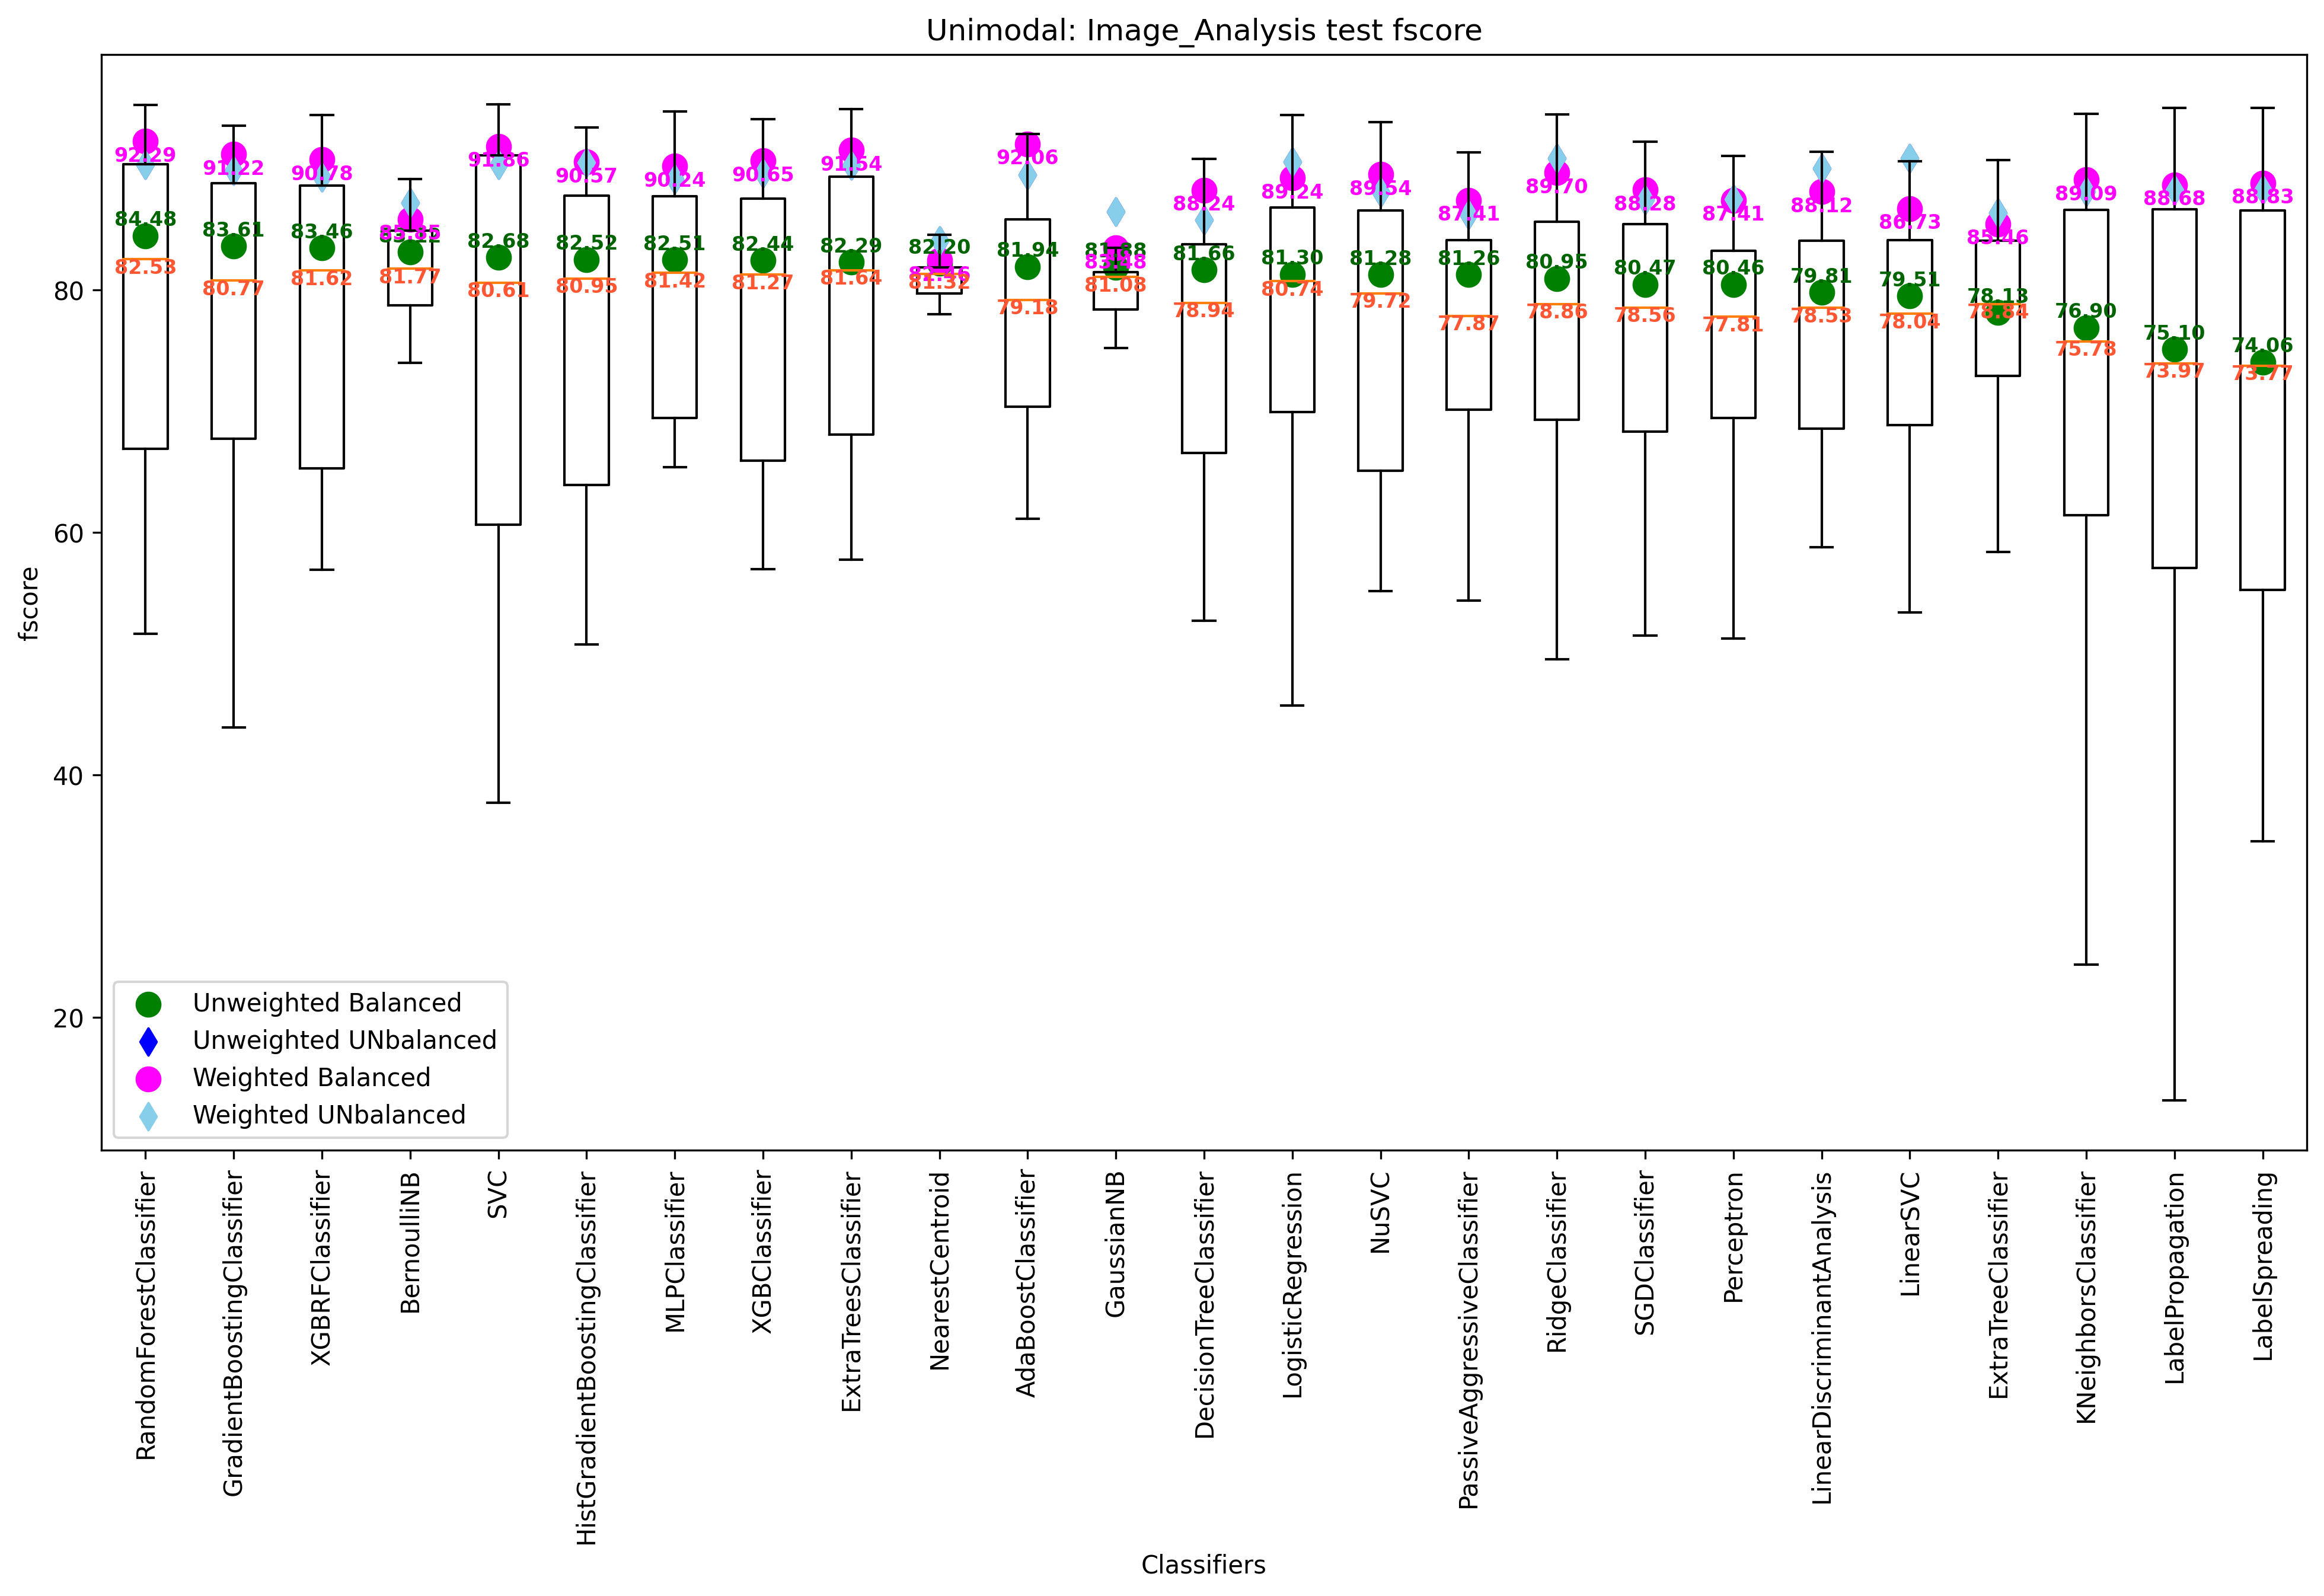 Unimodal: Image_Analysis test fscore
fscore
80
60
40
20
92.29 91.22 90.78 83.85 91.86 90.57 90.24 90.65 91.54 92.06 83.48 88.24 89.24 89.54 87.41 89.70 88.28 87.41 88.12 86.73 85.46 89.09 88.68 88.83
84.48 83.61 83.46 82.68 82.52 82.51 82.44 82.29 82.20 81.94 81.88 81.66 81.30 81.28 81.26 80.95 80.47 80.46 79.81 79.51 78.13 76.90 75.10 74.06
82.53 80.77 81.62 81.77 80.61 80.95 81.42 81.27 81.64 81.32 79.18 81.08 78.94 80.74 79.72 77.87 78.86 78.56 77.81 78.53 78.04 78.84 75.78 73.97 73.77
Unweighted Balanced
Unweighted UNbalanced
Weighted Balanced
Weighted UNbalanced
RandomForestClassifier
GradientBoostingClassifier
XGBRFClassifier
BernoulliNB
SVC
HistGradientBoostingClassifier
MLPClassifier
XGBClassifier
ExtraTreesClassifier
NearestCentroid
AdaBoostClassifier
GaussianNB
DecisionTreeClassifier
LogisticRegression
NuSVC
PassiveAggressiveClassifier
RidgeClassifier
SGDClassifier
Perceptron
LinearDiscriminantAnalysis
LinearSVC
ExtraTreeClassifier
KNeighborsClassifier
LabelPropagation
LabelSpreading
Classifiers